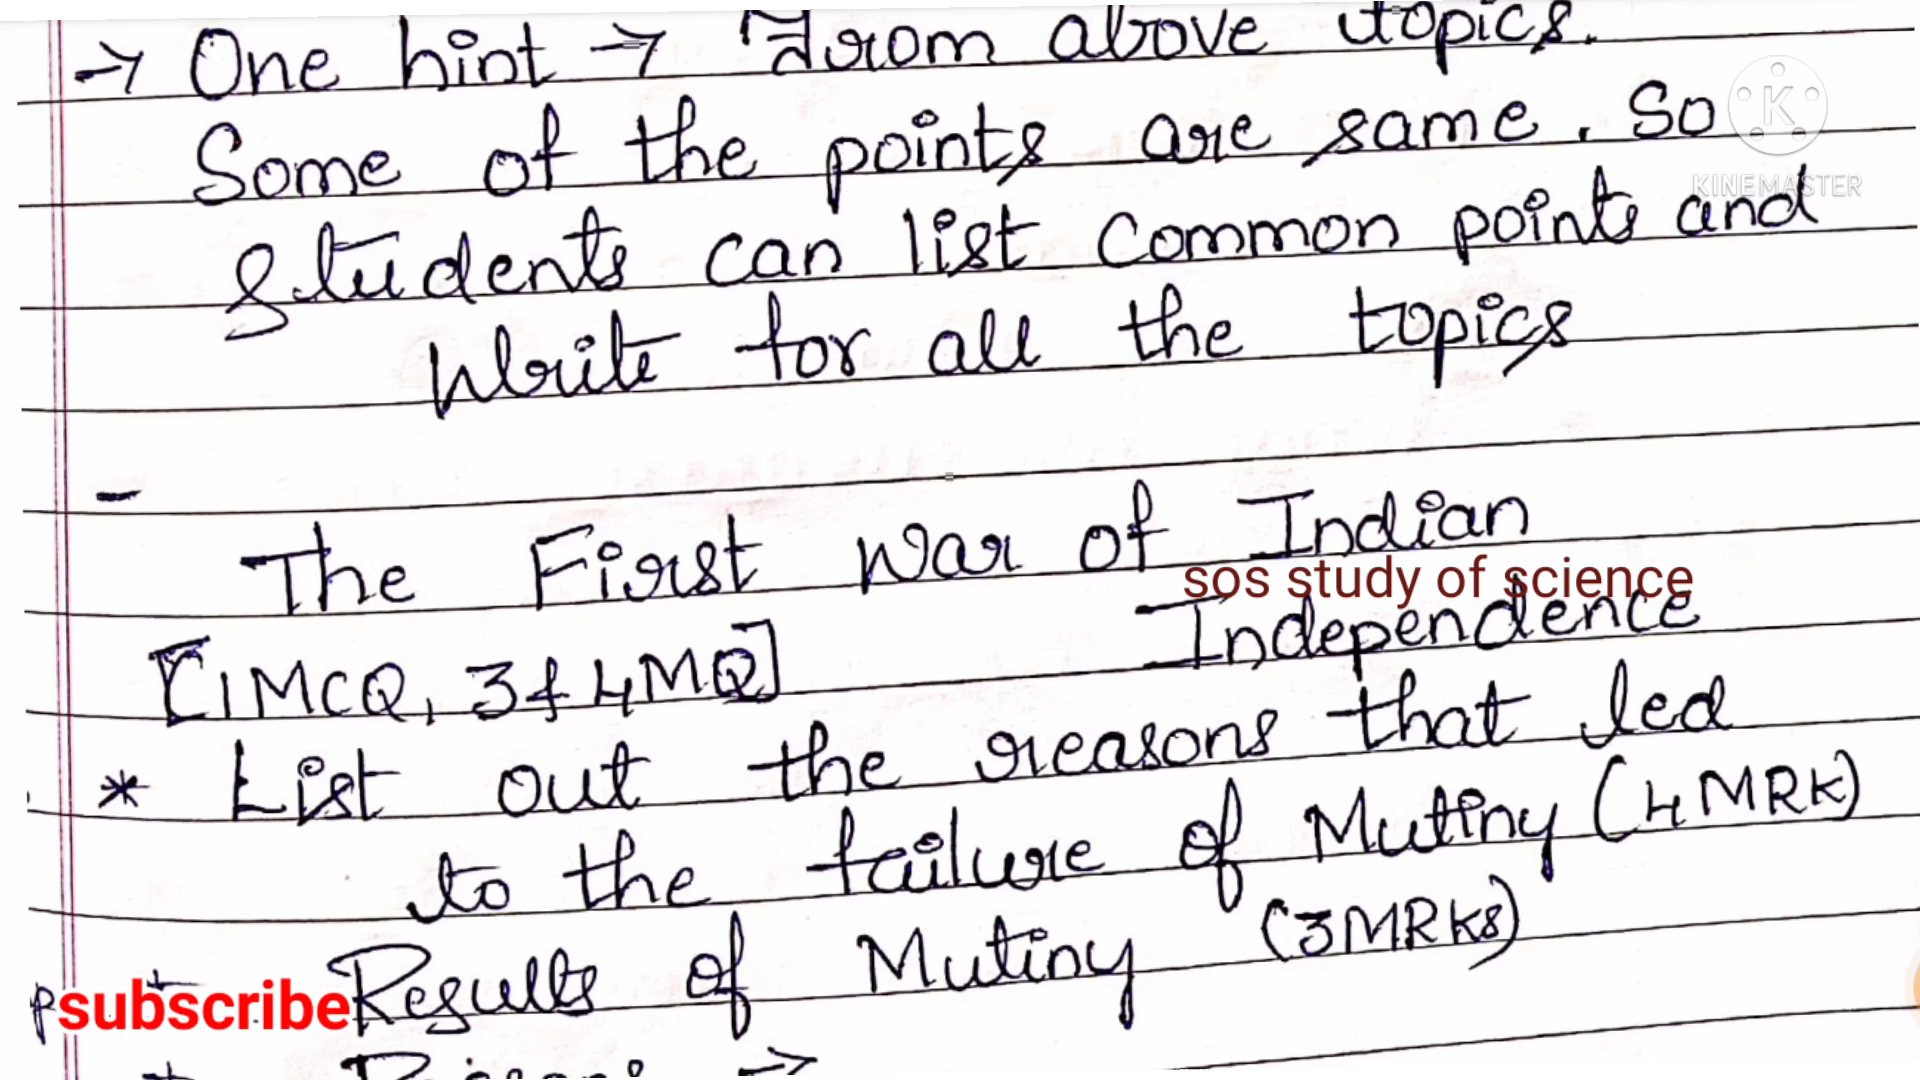 → One hint → From above topics.
Some of the points are same. So
K
KINEMASTER
students can list common points and
Write for all the topics
-
The First War of Indian
sos study of science
Independence
[1MCQ, 3 & 4MQ]
* List out the reasons that led
to the failure of Mutiny (4MRK)
Results of Mutiny (3MRKs)
subscribe